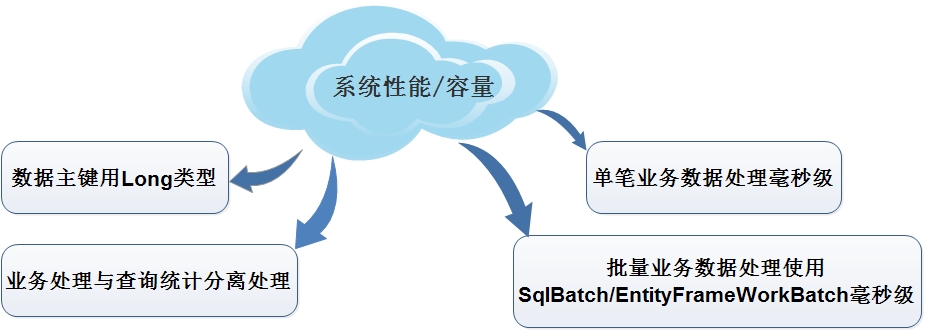 系统性能/容量
数据主键用Long类型
单笔业务数据处理毫秒级
业务处理与查询统计分离处理
批量业务数据处理使用
SqlBatch/EntityFrameWorkBatch毫秒级